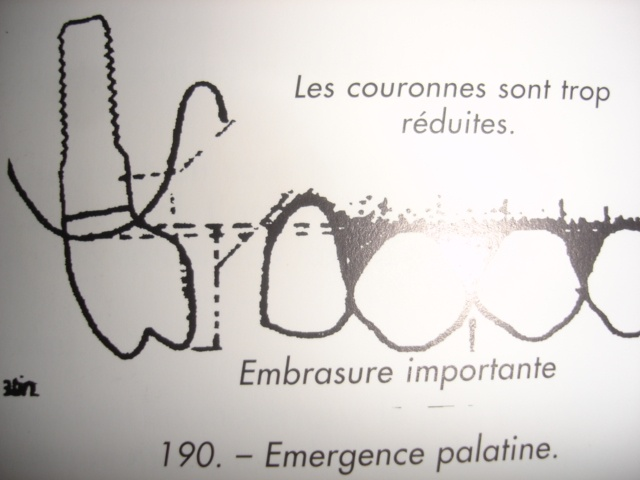 Les couronnes sont trop
réduites.
Embrasure importante
190. – Emergence palatine.